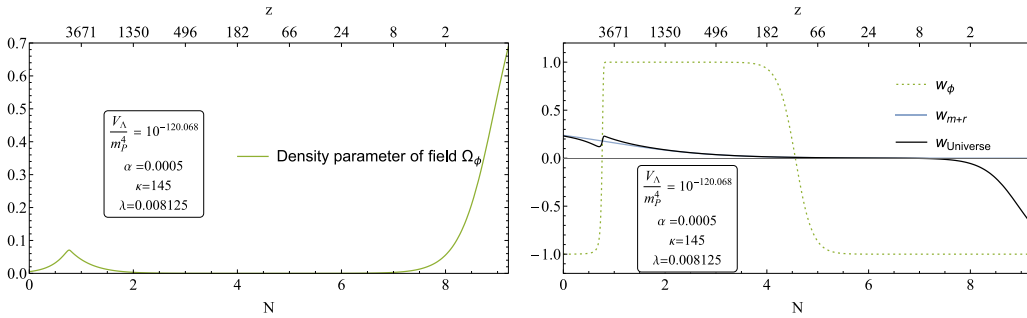 z
3671 1350 496 182 66 24 8 2
0.7
0.6
0.5
0.4
0.3
0.2
0.1
0.0
V_Λ/m_P^4 = 10^{-120.068}
α=0.0005
κ=145
λ=0.008125
Density parameter of field Ω_ϕ
0 2 4 6 8
N
z
3671 1350 496 182 66 24 8 2
1.0
0.5
0.0
-0.5
-1.0
w_ϕ
w_{m+r}
w_{Universe}
V_Λ/m_P^4 = 10^{-120.068}
α=0.0005
κ=145
λ=0.008125
0 2 4 6 8
N